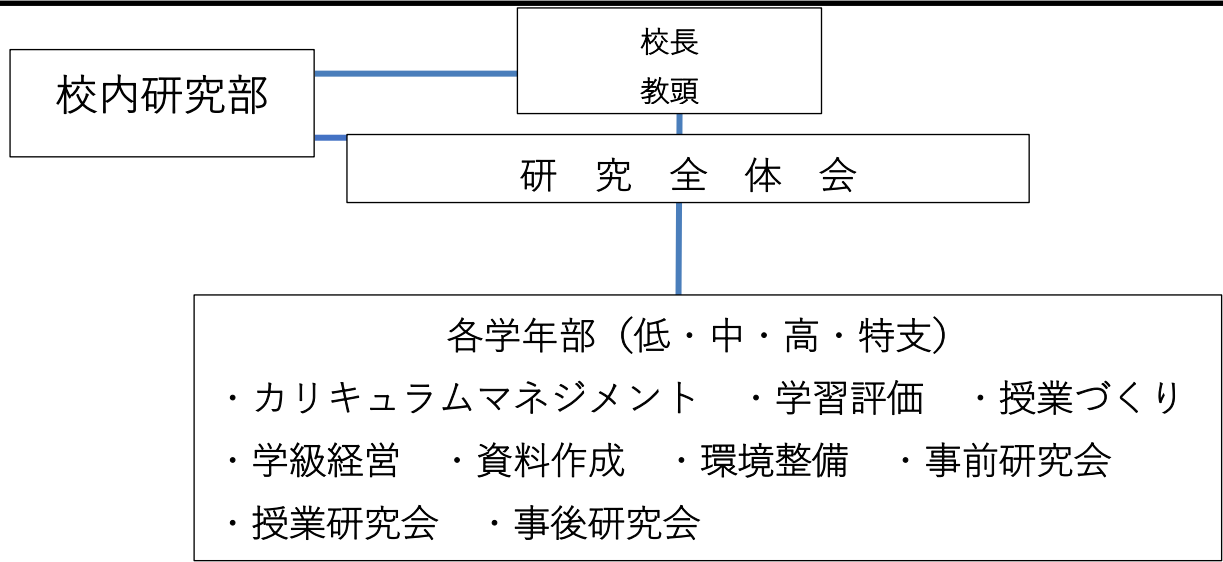 校長
教頭
校内研究部
研　究　全　体　会
各学年部（低・中・高・特支）
・カリキュラムマネジメント　・学習評価　・授業づくり
・学級経営　・資料作成　・環境整備　・事前研究会
・授業研究会　・事後研究会